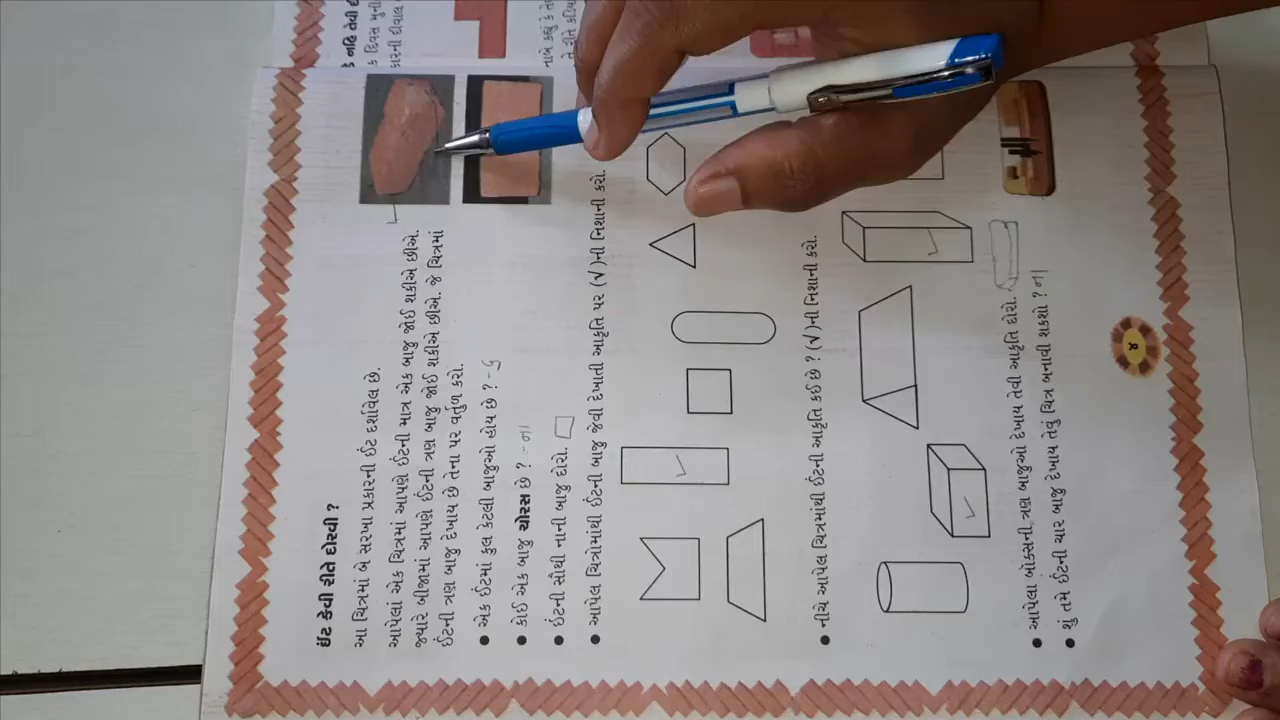 ઇંટ કેવી રીતે દોરવી ?
આ ચિત્રમાં બે સરખા પ્રકારની ઈંટ દર્શાવેલ છે.
આપેલાં એક ચિત્રમાં આપણે ઈંટની માત્ર એક બાજુ જોઈ શકીએ છીએ.
જ્યારે બીજામાં આપણે ઈંટની ત્રણ બાજુ જોઈ શકીએ છીએ. જે ચિત્રમાં
ઈંટની ત્રણ બાજુ દેખાય છે તેના પર વર્તુળ કરો.
● એક ઈંટમાં કુલ કેટલી બાજુઓ હોય છે ? - ૬
● કોઈ એક બાજુ ચોરસ છે ? - ના
● ઈંટની સૌથી નાની બાજુ દોરો.
● આપેલ ચિત્રોમાંથી ઈંટની બાજુ જેવી દેખાતી આકૃતિ પર (√)ની નિશાની કરો.
● નીચે આપેલ ચિત્રમાંથી ઈંટની આકૃતિ કઈ છે ? (√)ની નિશાની કરો.
● આપેલા બોક્સની ત્રણ બાજુઓ દેખાય તેવી આકૃતિ દોરો.
● શું તમે ઈંટની ચાર બાજુ દેખાય તેવું ચિત્ર બનાવી શકશો ? ના
૪